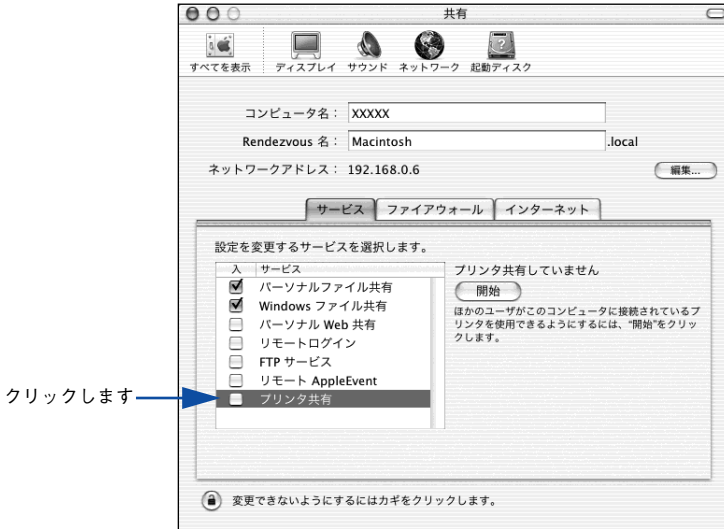 共有
すべてを表示 ディスプレイ サウンド ネットワーク 起動ディスク
コンピュータ名： XXXXX
Rendezvous 名： Macintosh .local
ネットワークアドレス： 192.168.0.6 編集...
サービス ファイアウォール インターネット
設定を変更するサービスを選択します。
入 サービス
パーソナルファイル共有
Windows ファイル共有
パーソナル Web 共有
リモートログイン
FTP サービス
リモート AppleEvent
プリンタ共有
プリンタ共有していません
開始
ほかのユーザがこのコンピュータに接続されているプ
リンタを使用できるようにするには、“開始”をクリッ
クします。
クリックします
変更できないようにするにはカギをクリックします。